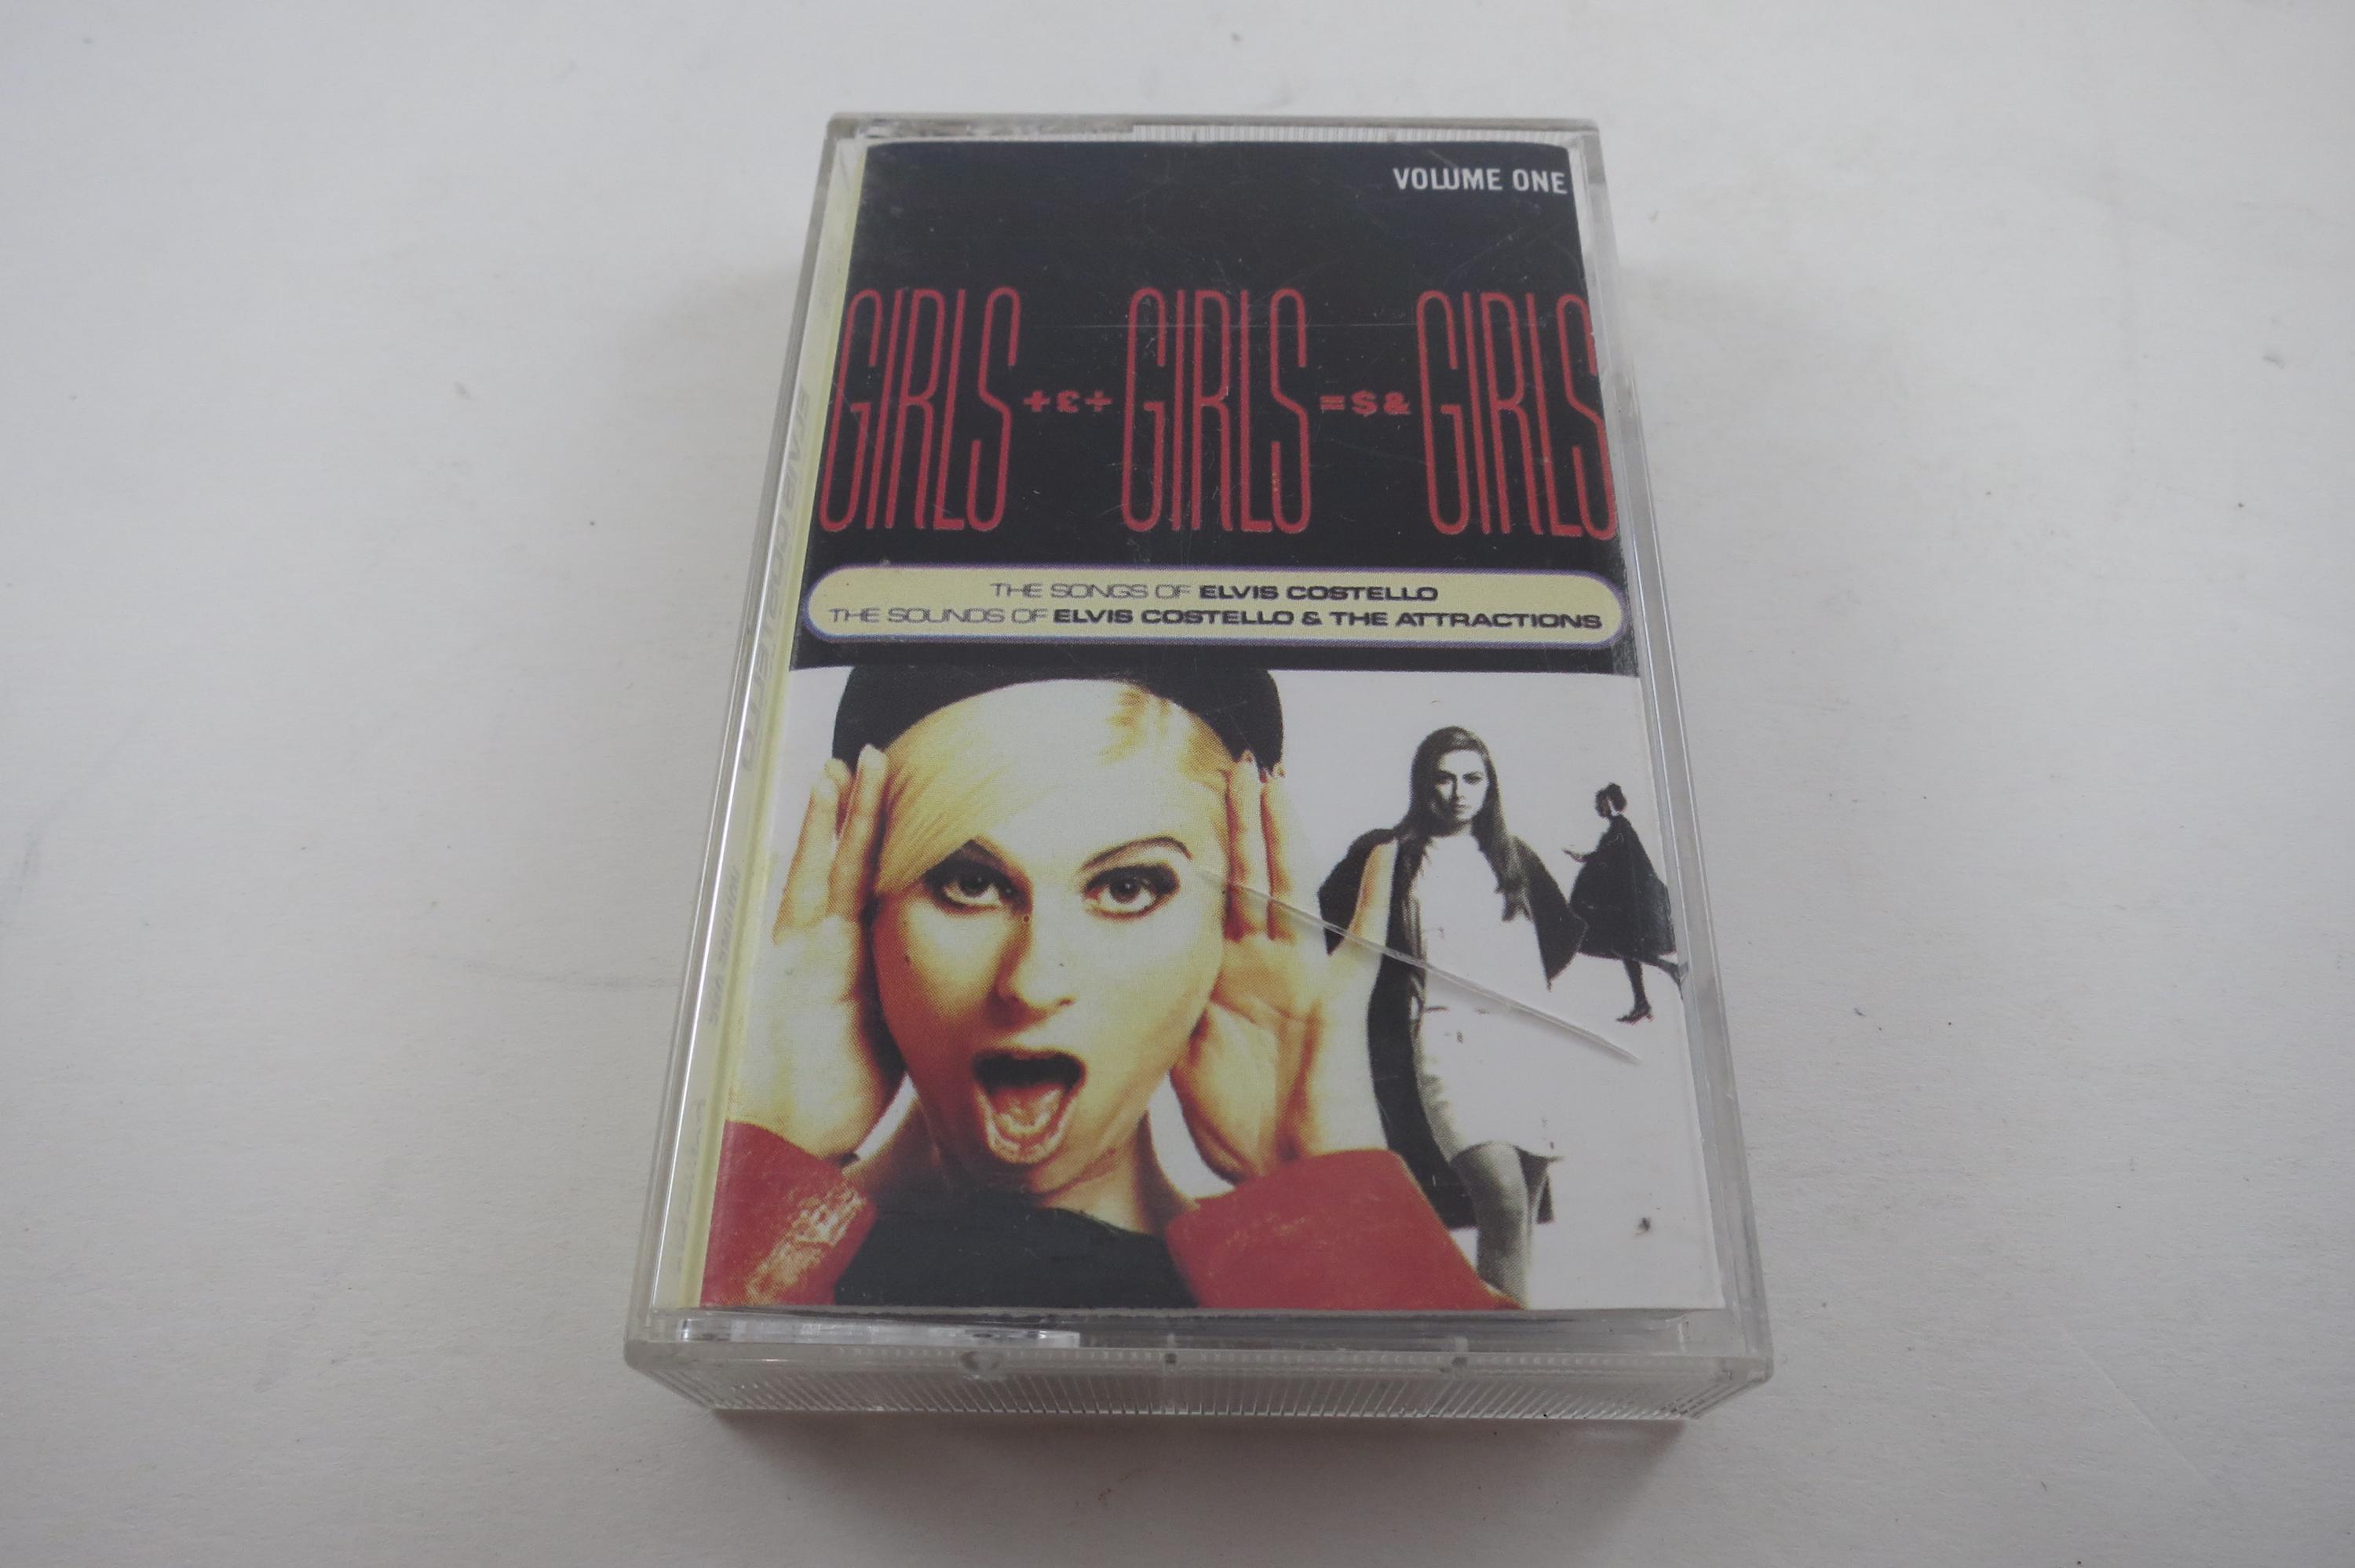 VOLUME ONE
GIRLS +£÷ GIRLS =$& GIRLS
THE SONGS OF ELVIS COSTELLO
THE SOUNDS OF ELVIS COSTELLO & THE ATTRACTIONS